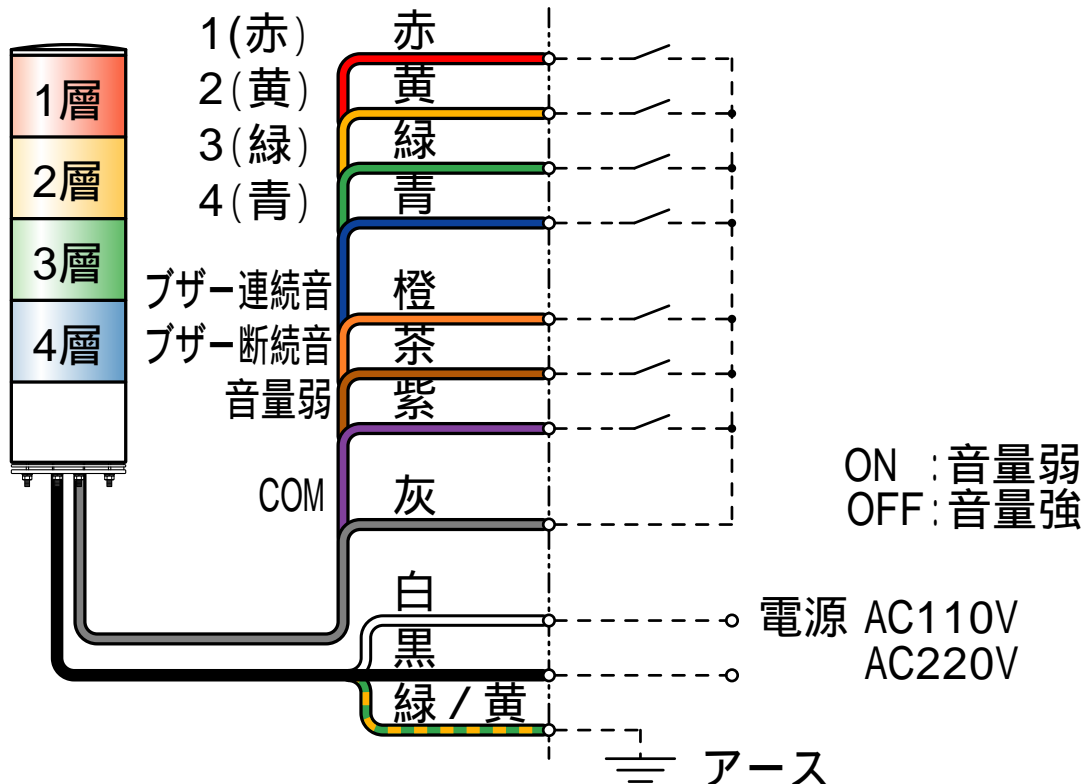 1層
2層
3層
4層
1(赤) 赤
2(黄) 黄
3(緑) 緑
4(青) 青
ブザー連続音 橙
ブザー断続音 茶
音量弱 紫
COM 灰
ON :音量弱
OFF:音量強
白
黒
緑/黄
電源 AC110V
AC220V
アース